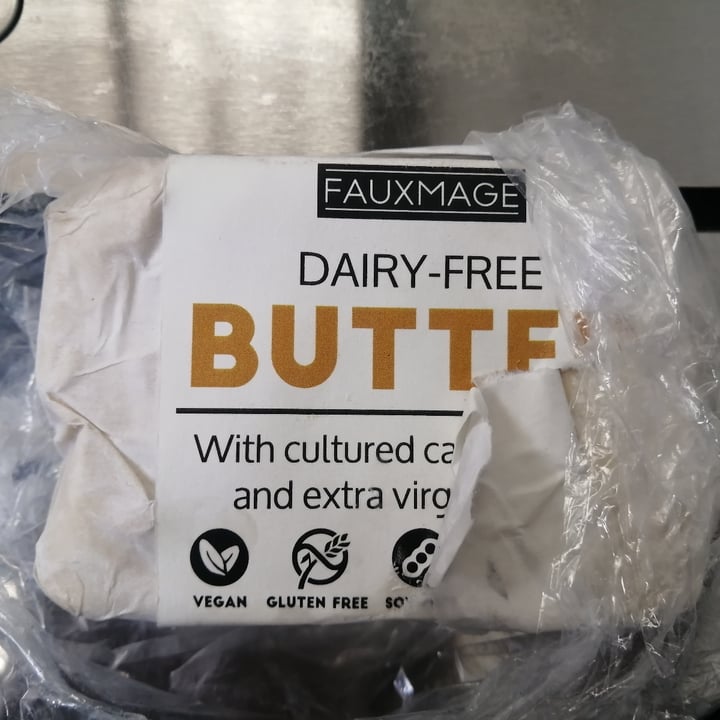 FAUXMAGE
DAIRY-FREE
BUTTE
With cultured ca
and extra virg
VEGAN GLUTEN FREE SO